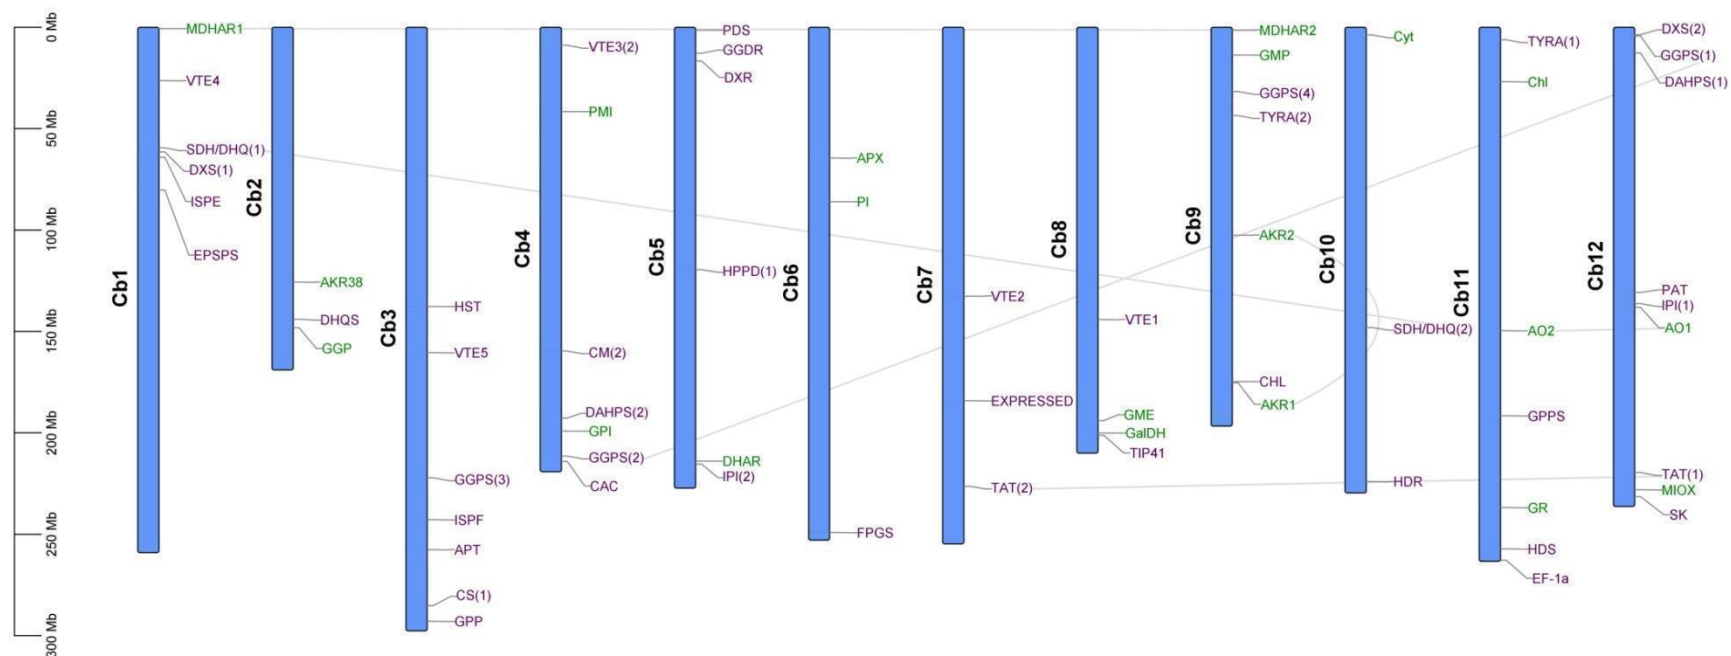 0 Mb
50 Mb
100 Mb
150 Mb
200 Mb
250 Mb
300 Mb
Cb1
MDHAR1
VTE4
SDH/DHQ(1)
DXS(1)
ISPE
EPSPS
Cb2
AKR38
DHQS
GGP
Cb3
HST
VTE5
GGPS(3)
ISPF
APT
CS(1)
GPP
Cb4
VTE3(2)
PMI
CM(2)
DAHPS(2)
GPI
GGPS(2)
CAC
Cb5
PDS
GGDR
DXR
HPPD(1)
DHAR
IPI(2)
Cb6
APX
PI
FPGS
Cb7
VTE2
EXPRESSED
TAT(2)
Cb8
VTE1
GME
GalDH
TIP41
Cb9
MDHAR2
GMP
GGPS(4)
TYRA(2)
AKR2
CHL
AKR1
Cb10
Cyt
SDH/DHQ(2)
HDR
Cb11
TYRA(1)
Chl
AO2
GPPS
GR
HDS
EF-1a
Cb12
DXS(2)
GGPS(1)
DAHPS(1)
PAT
IPI(1)
AO1
TAT(1)
MIOX
SK